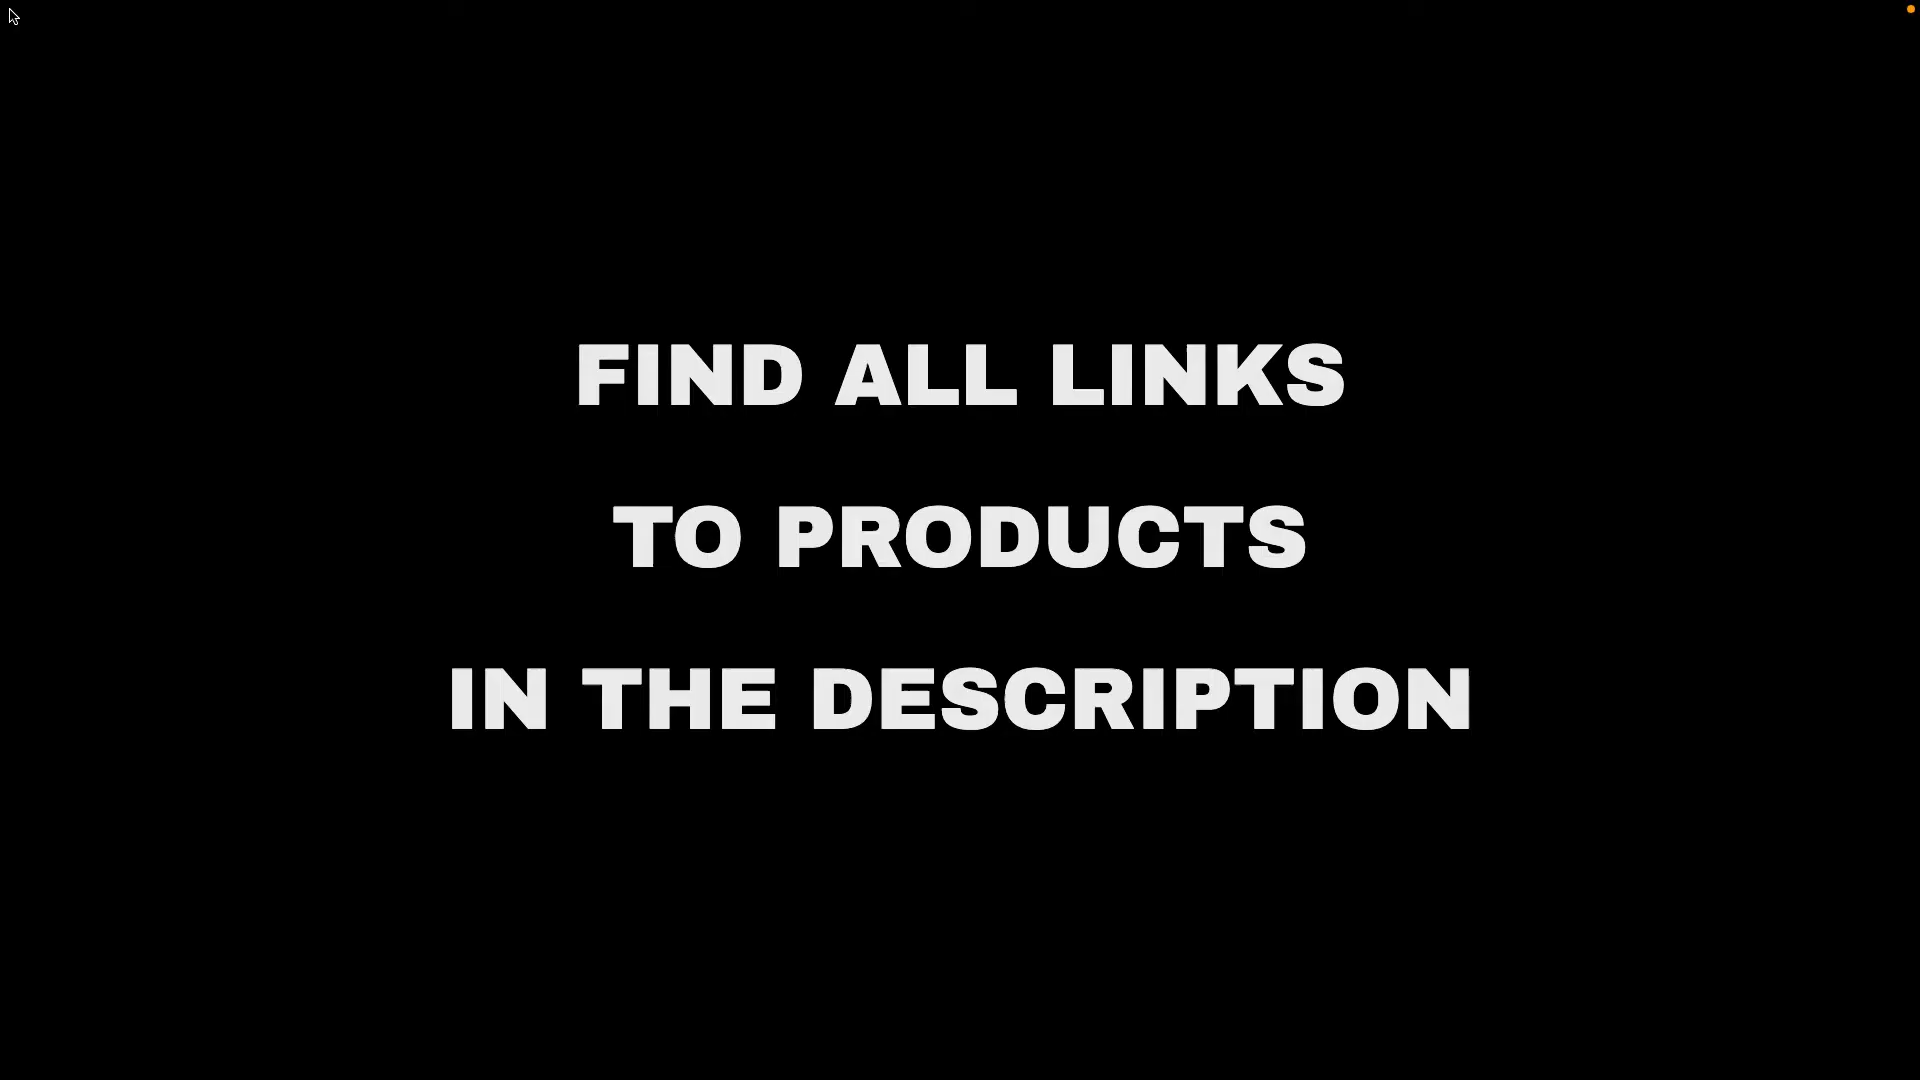 FIND ALL LINKS
TO PRODUCTS
IN THE DESCRIPTION